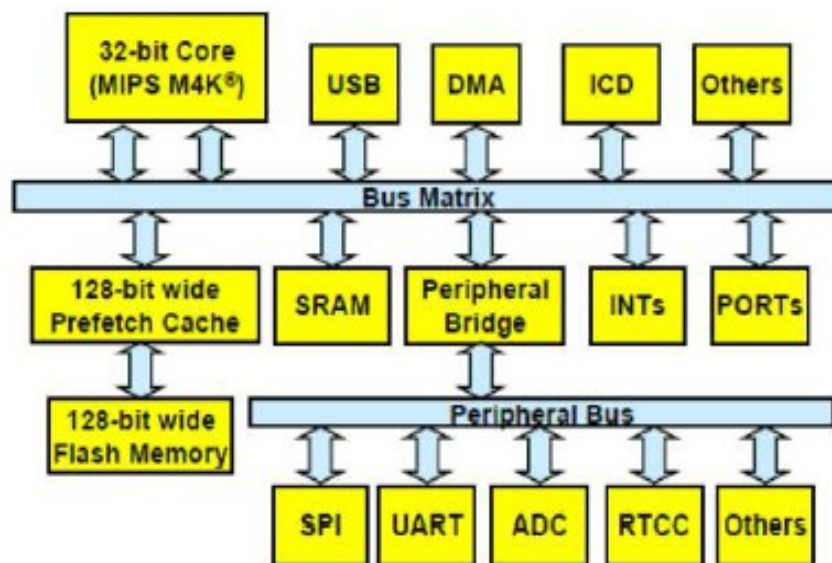 32-bit Core
(MIPS M4K®)
USB
DMA
ICD
Others
Bus Matrix
128-bit wide
Prefetch Cache
SRAM
Peripheral
Bridge
INTs
PORTs
128-bit wide
Flash Memory
Peripheral Bus
SPI
UART
ADC
RTCC
Others